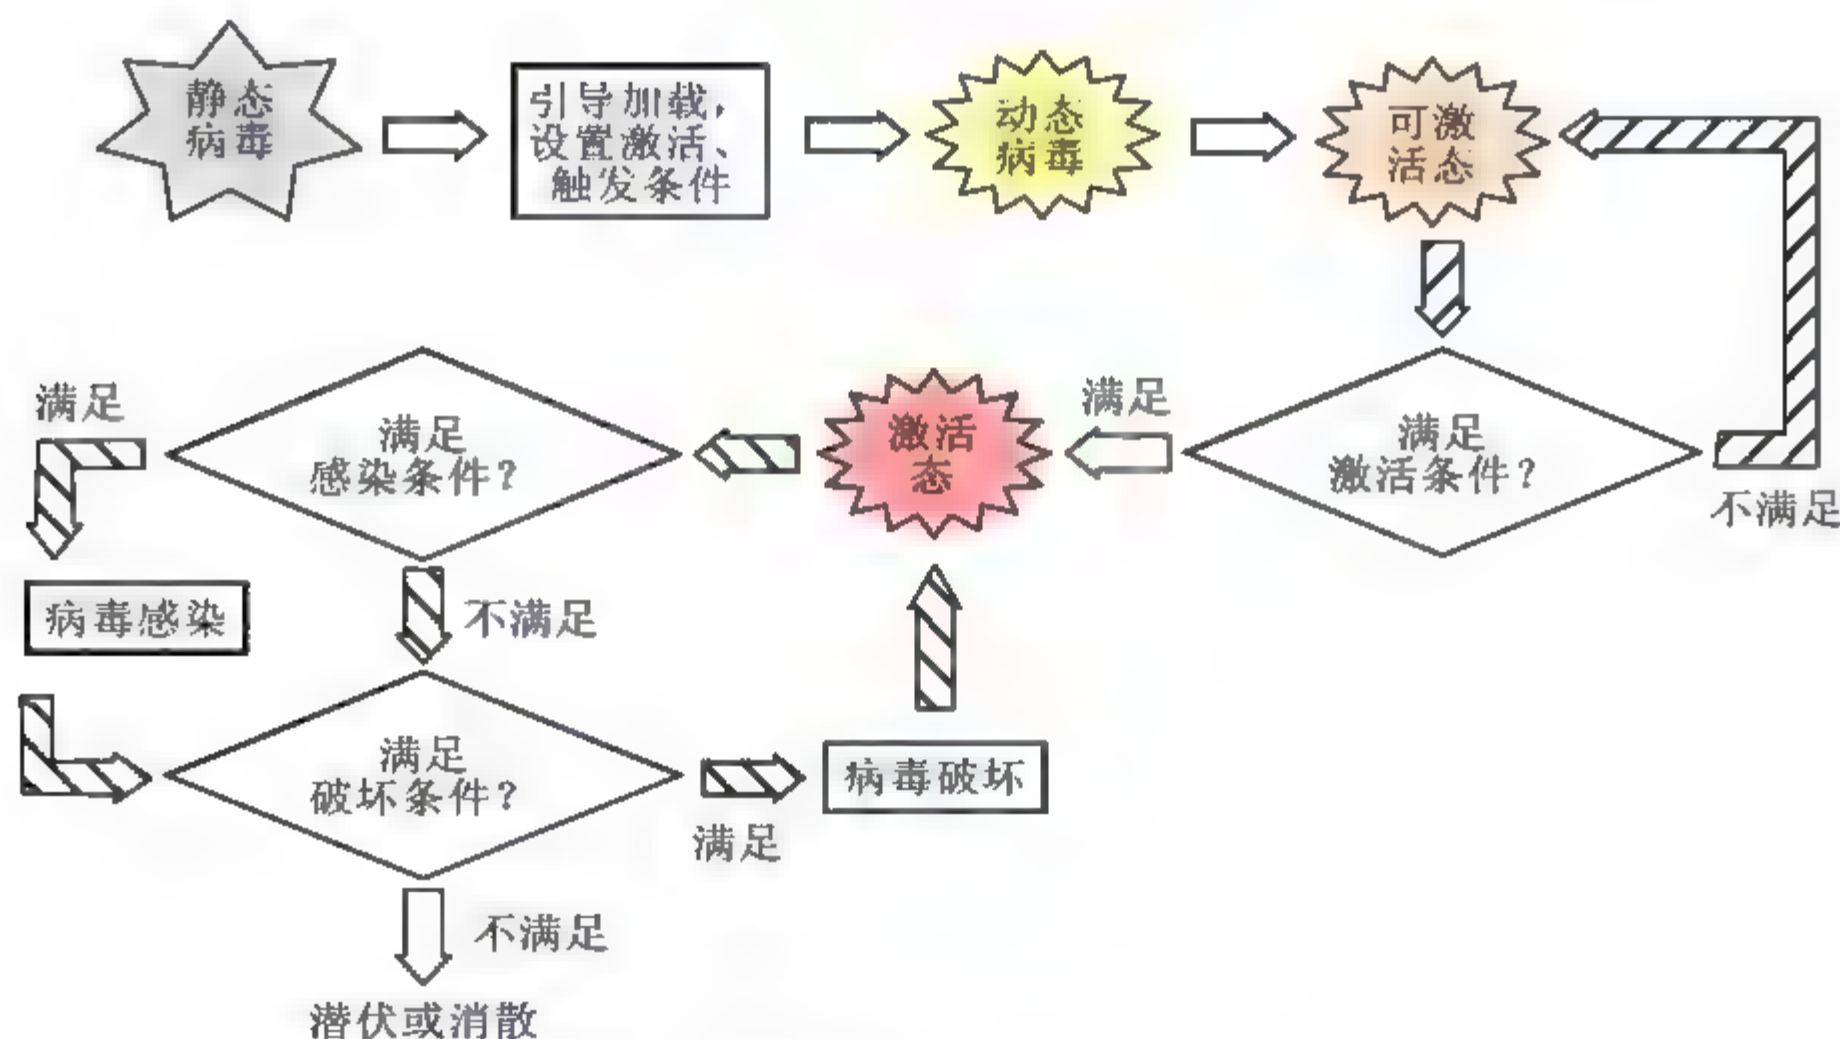 静态
病毒
引导加载，
设置激活、
触发条件
动态
病毒
可激
活态
满足
激活条件？
不满足
满足
激活
态
满足
感染条件？
满足
病毒感染
不满足
满足
破坏条件？
满足
病毒破坏
不满足
潜伏或消散